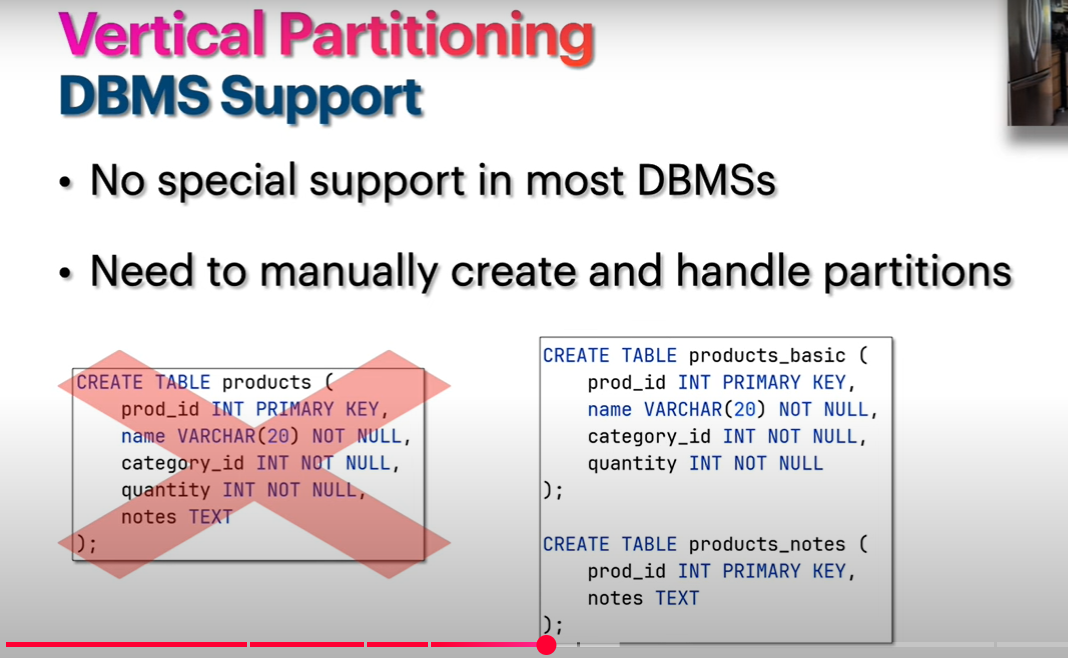 Vertical Partitioning
DBMS Support
• No special support in most DBMSs
• Need to manually create and handle partitions
CREATE TABLE products (
prod_id INT PRIMARY KEY,
name VARCHAR(20) NOT NULL,
category_id INT NOT NULL,
quantity INT NOT NULL,
notes TEXT
);
CREATE TABLE products_basic (
prod_id INT PRIMARY KEY,
name VARCHAR(20) NOT NULL,
category_id INT NOT NULL,
quantity INT NOT NULL
);
CREATE TABLE products_notes (
prod_id INT PRIMARY KEY,
notes TEXT
);